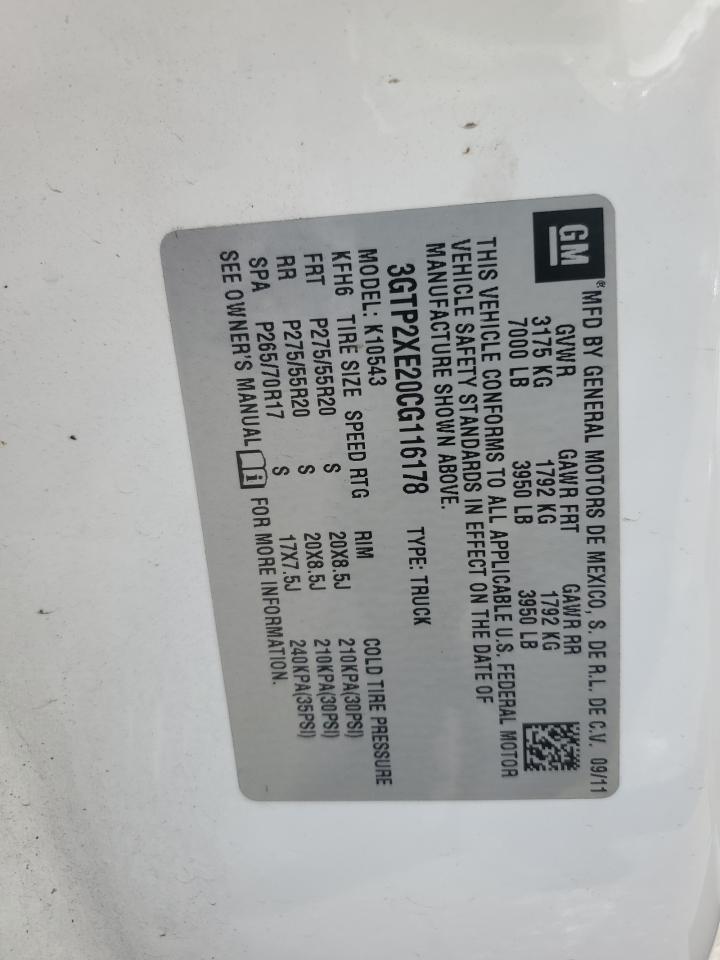 GM
® MFD BY GENERAL MOTORS DE MEXICO, S. DE R.L. DE C.V. 09/11
GVWR GAWR FRT GAWR RR
3175 KG 1792 KG 1792 KG
7000 LB 3950 LB 3950 LB
THIS VEHICLE CONFORMS TO ALL APPLICABLE U.S. FEDERAL MOTOR
VEHICLE SAFETY STANDARDS IN EFFECT ON THE DATE OF
MANUFACTURE SHOWN ABOVE.
3GTP2XE20CG116178 TYPE: TRUCK
MODEL: K10543
KFH6 TIRE SIZE SPEED RTG RIM COLD TIRE PRESSURE
FRT P275/55R20 S 20X8.5J 210KPA(30PSI)
RR P275/55R20 S 20X8.5J 210KPA(30PSI)
SPA P265/70R17 S 17X7.5J 240KPA(35PSI)
SEE OWNER'S MANUAL i FOR MORE INFORMATION.